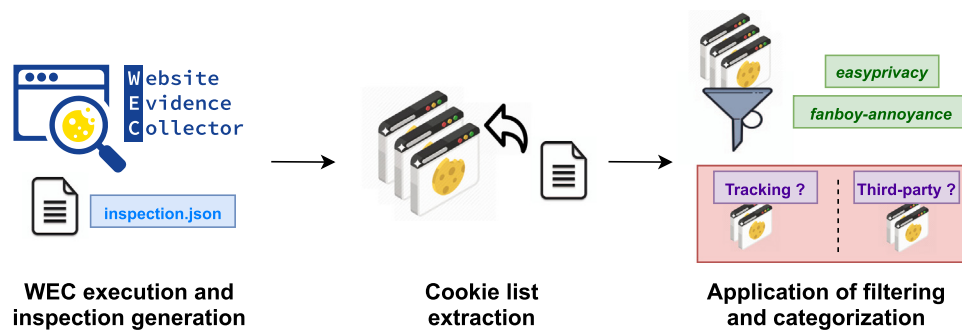 Website
Evidence
Collector
inspection.json
easyprivacy
fanboy-annoyance
Tracking ?
Third-party ?
WEC execution and
inspection generation
Cookie list
extraction
Application of filtering
and categorization